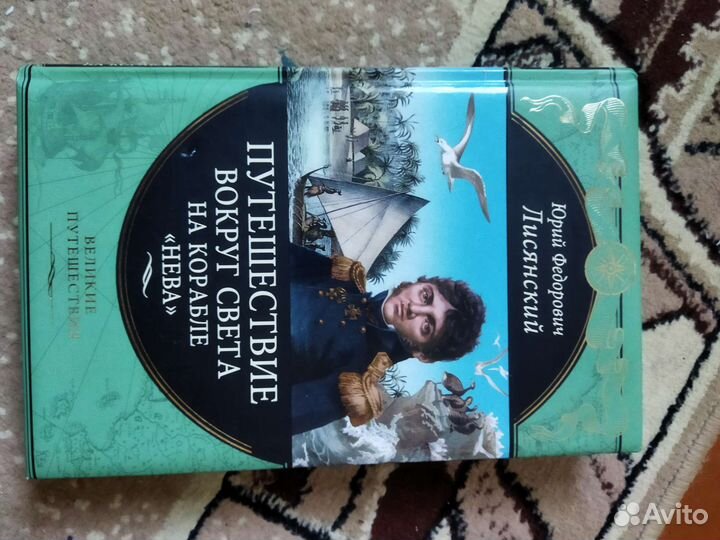 Юрий Федорович
Лисянский
ПУТЕШЕСТВИЕ
ВОКРУГ СВЕТА
НА КОРАБЛЕ
«НЕВА»
ВЕЛИКИЕ
ПУТЕШЕСТВИЯ
Avito